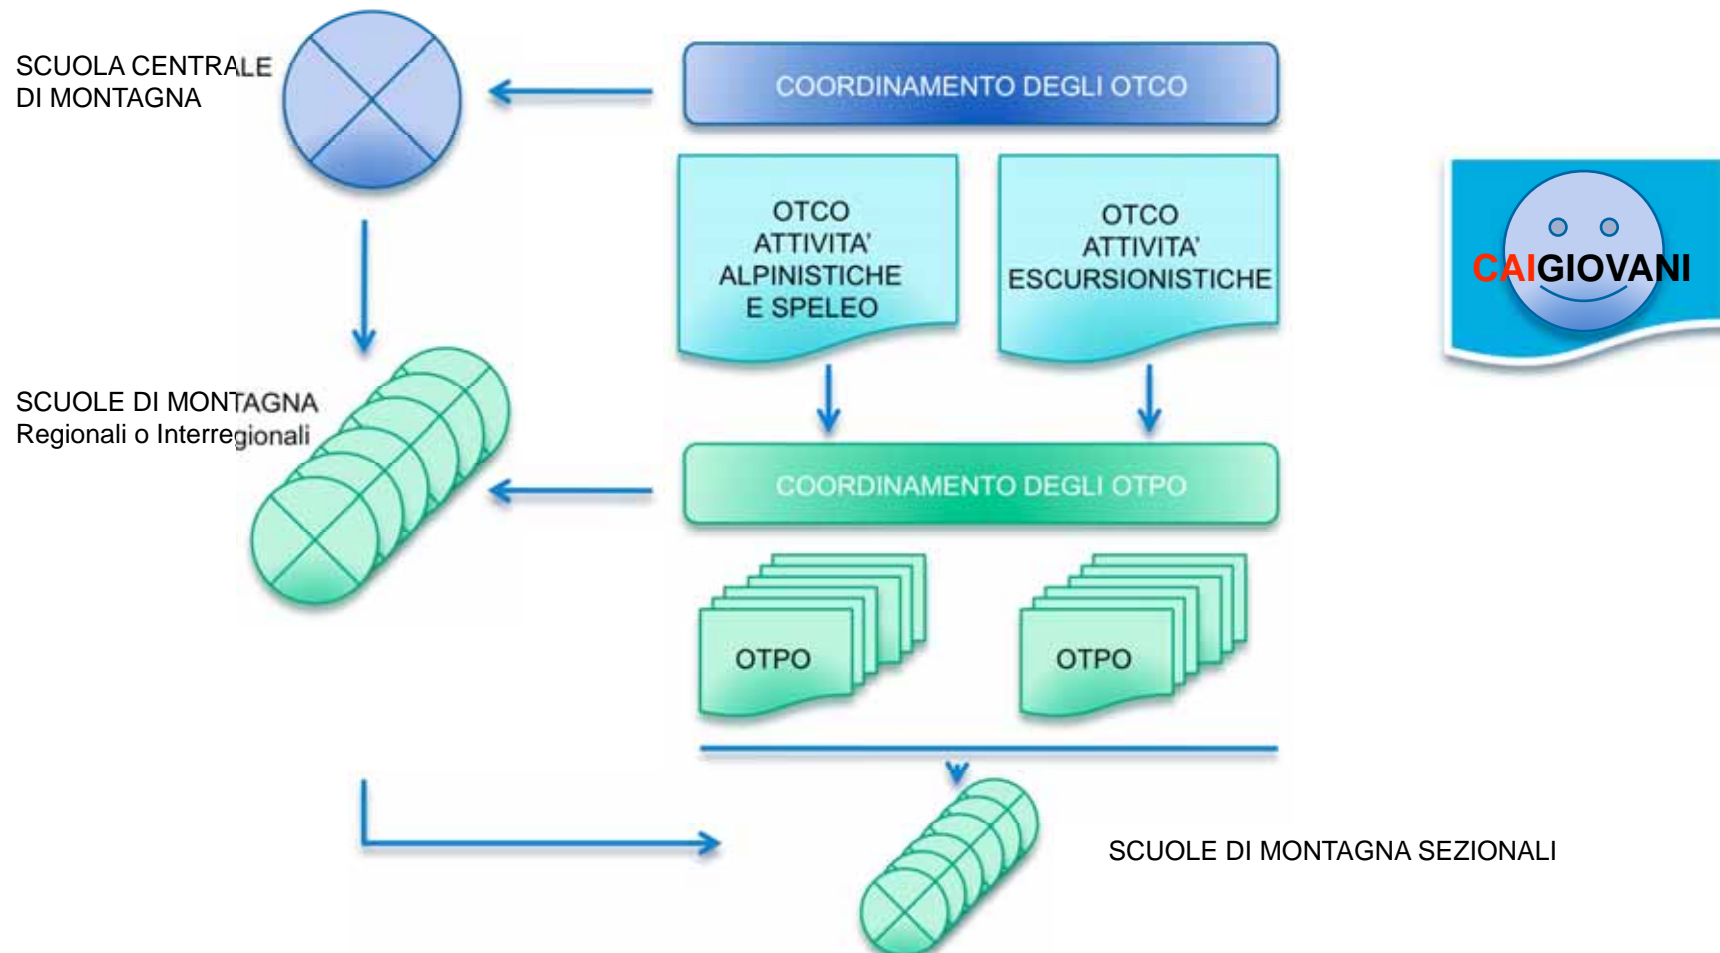 SCUOLA CENTRALE
DI MONTAGNA
COORDINAMENTO DEGLI OTCO
OTCO
ATTIVITA'
ALPINISTICHE
E SPELEO
OTCO
ATTIVITA'
ESCURSIONISTICHE
CAIGIOVANI
SCUOLE DI MONTAGNA
Regionali o Interregionali
COORDINAMENTO DEGLI OTPO
OTPO
OTPO
SCUOLE DI MONTAGNA SEZIONALI